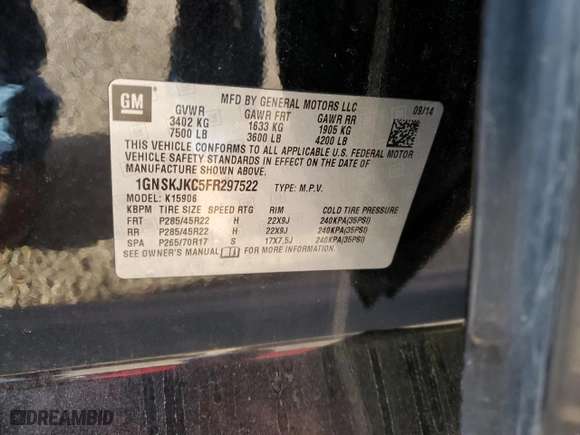 GM
MFD BY GENERAL MOTORS LLC 09/14
GVWR GAWR FRT GAWR RR
3402 KG 1633 KG 1905 KG
7500 LB 3600 LB 4200 LB
THIS VEHICLE CONFORMS TO ALL APPLICABLE U.S. FEDERAL MOTOR
VEHICLE SAFETY STANDARDS IN EFFECT ON THE DATE OF
MANUFACTURE SHOWN ABOVE.
1GNSKJKC5FR297522 TYPE: M.P.V.
MODEL: K15906
KBPM TIRE SIZE SPEED RTG RIM COLD TIRE PRESSURE
FRT P285/45R22 H 22X9J 240KPA(35PSI)
RR P285/45R22 H 22X9J 240KPA(35PSI)
SPA P265/70R17 S 17X7.5J 240KPA(35PSI)
SEE OWNER'S MANUAL FOR MORE INFORMATION.
DREAMBID